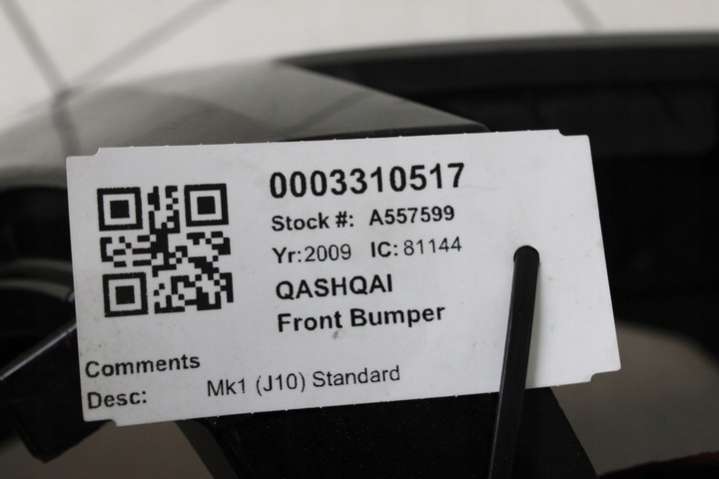 0003310517
Stock #: A557599
Yr:2009 IC:81144
QASHQAI
Front Bumper
Comments
Desc: Mk1 (J10) Standard